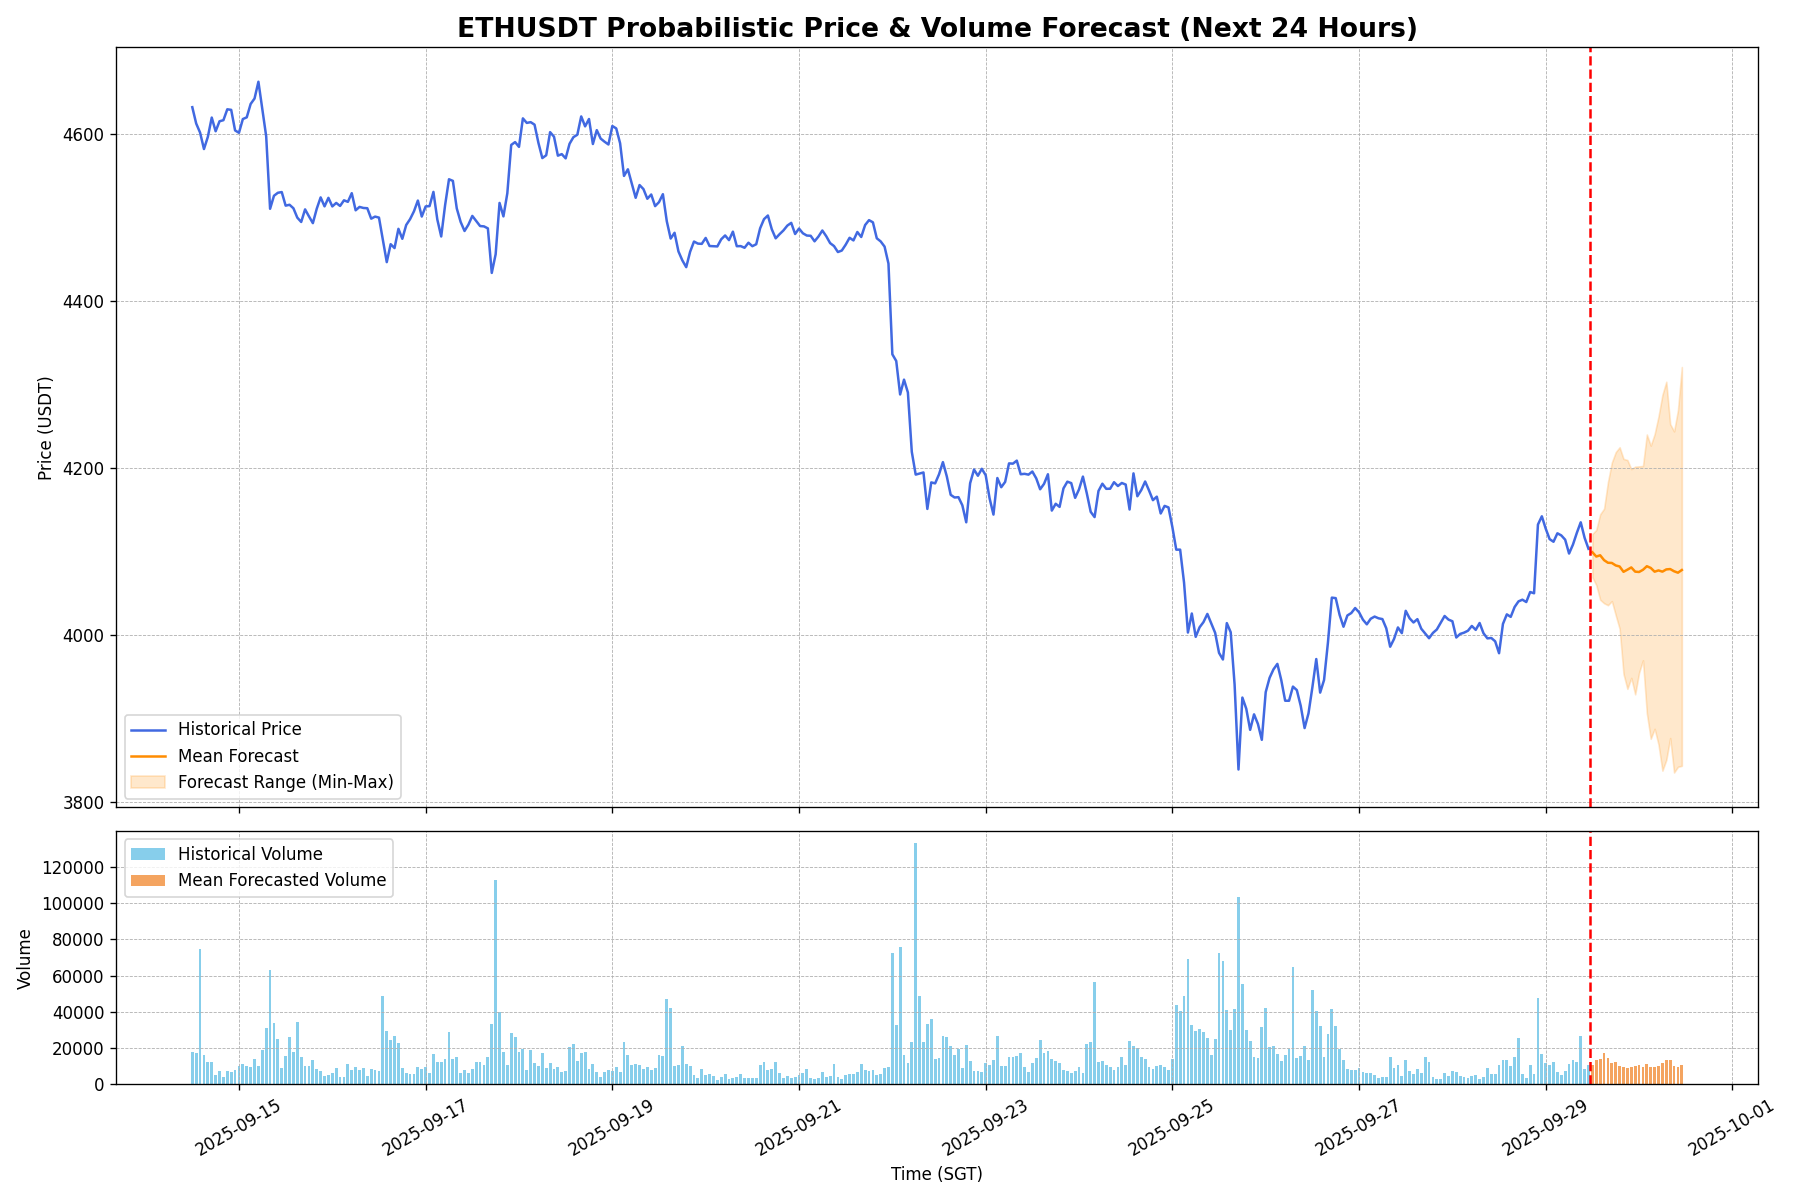 ETHUSDT Probabilistic Price & Volume Forecast (Next 24 Hours)
Price (USDT)
4600
4400
4200
4000
3800
Historical Price
Mean Forecast
Forecast Range (Min-Max)
Volume
120000
100000
80000
60000
40000
20000
0
Historical Volume
Mean Forecasted Volume
2025-09-15
2025-09-17
2025-09-19
2025-09-21
2025-09-23
2025-09-25
2025-09-27
2025-09-29
2025-10-01
Time (SGT)